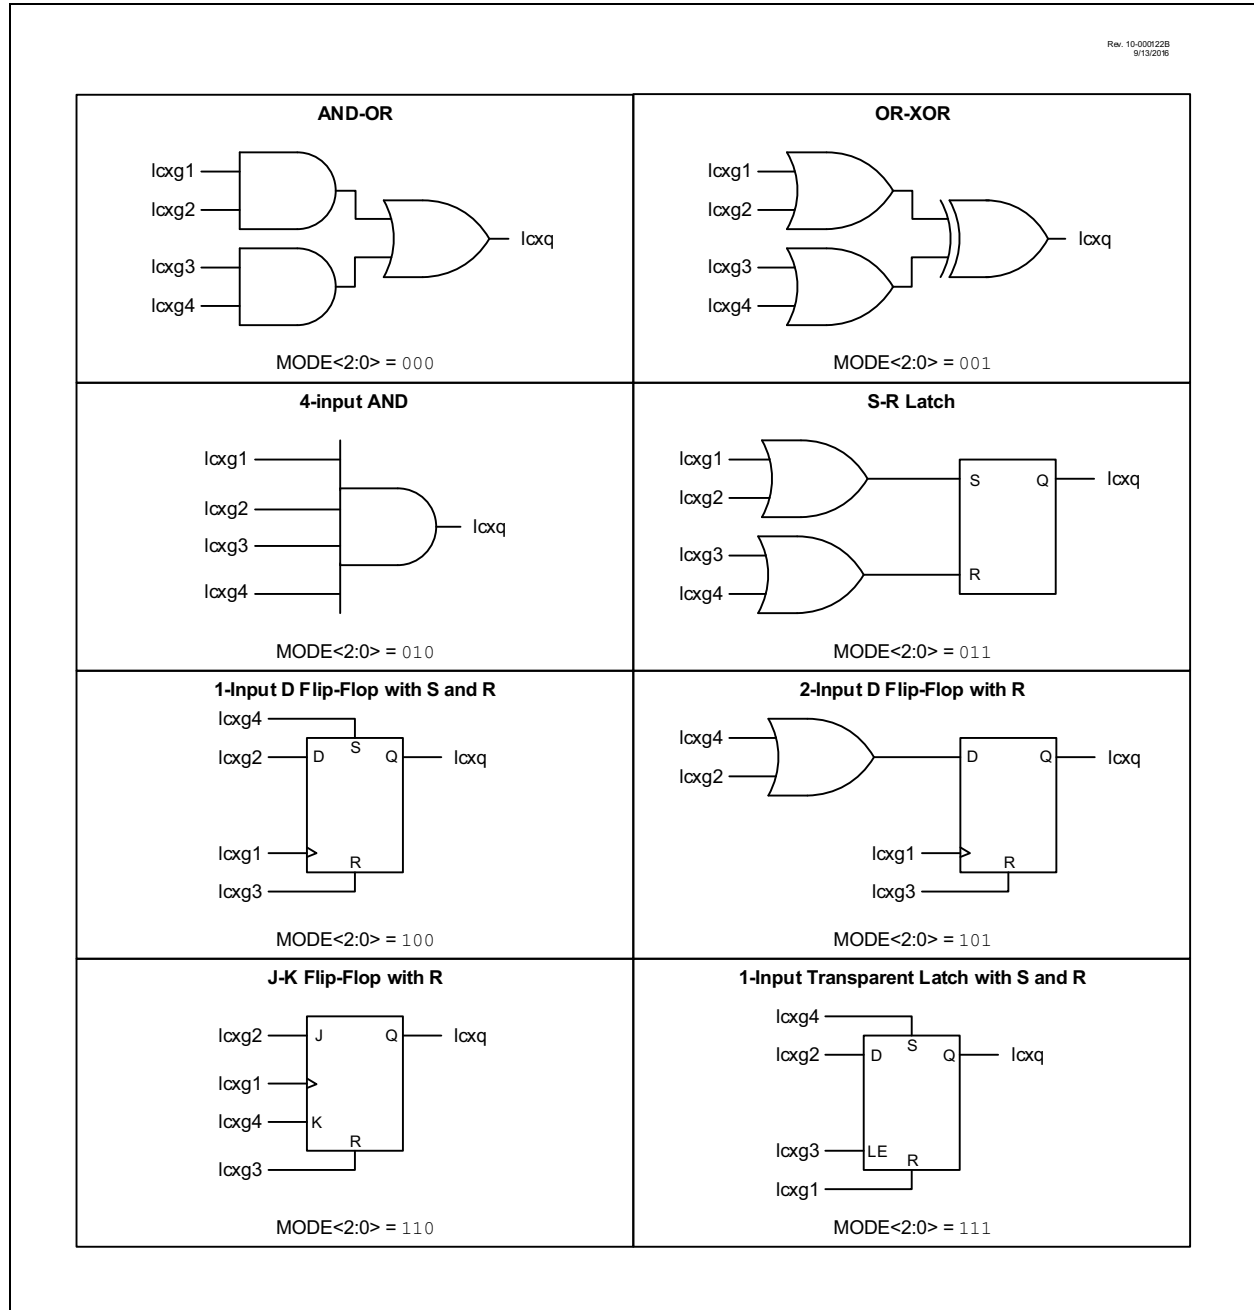 Rev. 10-000122B
9/13/2016
AND-OR
lcxg1
lcxg2
lcxg3
lcxg4
lcxq
MODE<2:0> = 000
OR-XOR
lcxg1
lcxg2
lcxg3
lcxg4
lcxq
MODE<2:0> = 001
4-input AND
lcxg1
lcxg2
lcxg3
lcxg4
lcxq
MODE<2:0> = 010
S-R Latch
lcxg1
lcxg2
lcxg3
lcxg4
S Q lcxq
R
MODE<2:0> = 011
1-Input D Flip-Flop with S and R
lcxg4
S
lcxg2 D Q lcxq
lcxg1
R
lcxg3
MODE<2:0> = 100
2-Input D Flip-Flop with R
lcxg4
lcxg2
D Q lcxq
lcxg1
R
lcxg3
MODE<2:0> = 101
J-K Flip-Flop with R
lcxg2 J Q lcxq
lcxg1
lcxg4 K
R
lcxg3
MODE<2:0> = 110
1-Input Transparent Latch with S and R
lcxg4
S
lcxg2 D Q lcxq
lcxg3 LE
R
lcxg1
MODE<2:0> = 111